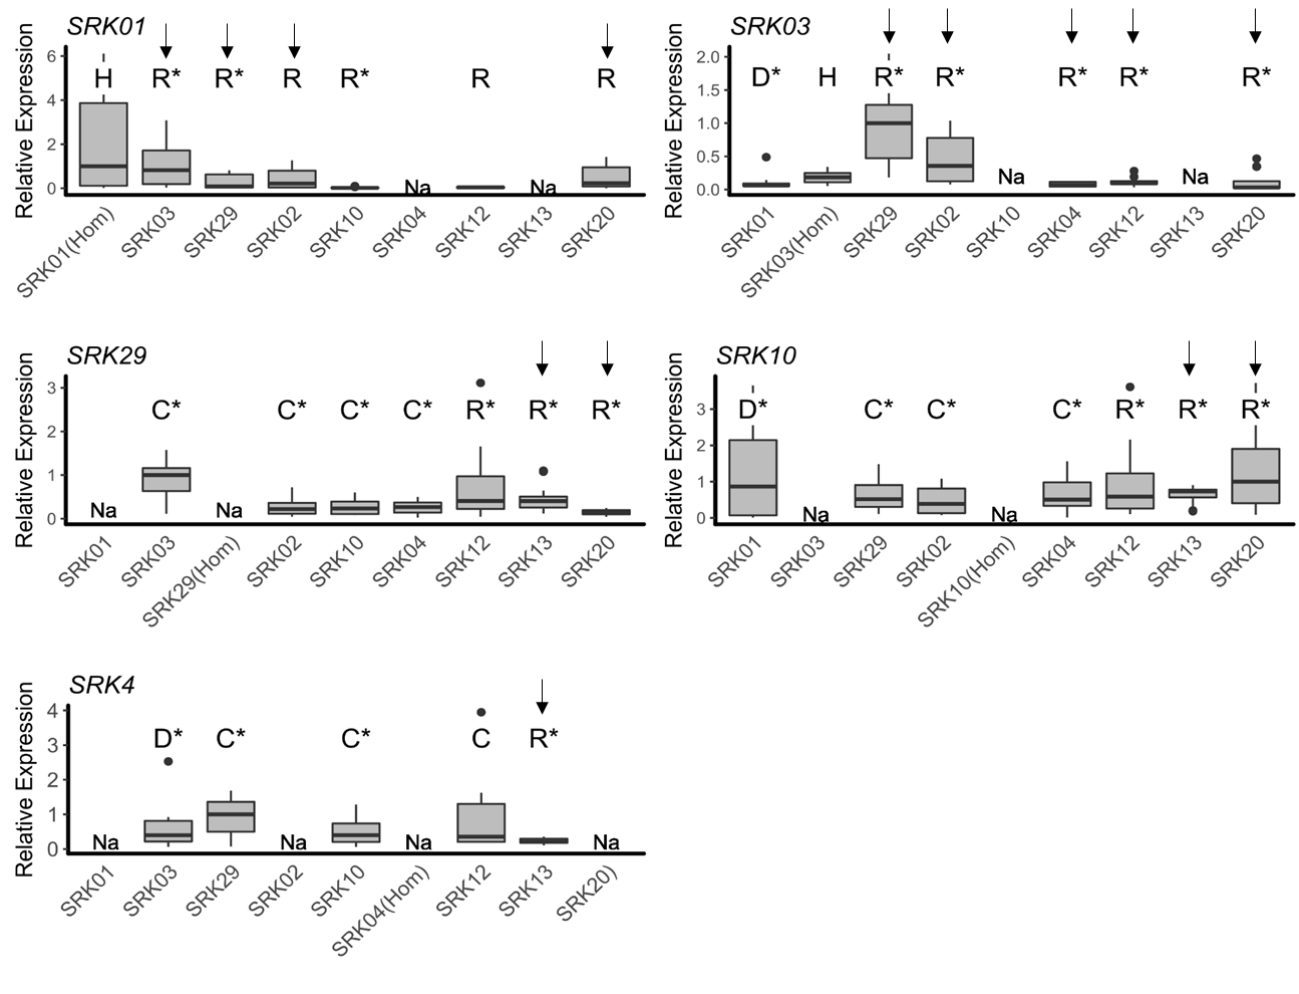 SRK01
Relative Expression
6
4
2
0
H R* R* R R* R R
Na Na
SRK01(Hom) SRK03 SRK29 SRK02 SRK10 SRK04 SRK12 SRK13 SRK20
SRK03
Relative Expression
2.0
1.5
1.0
0.5
0.0
D* H R* R* R* R* R*
Na Na
SRK01 SRK03(Hom) SRK29 SRK02 SRK10 SRK04 SRK12 SRK13 SRK20
SRK29
Relative Expression
3
2
1
0
C* C* C* C* R* R* R*
Na Na
SRK01 SRK03 SRK29(Hom) SRK02 SRK10 SRK04 SRK12 SRK13 SRK20
SRK10
Relative Expression
3
2
1
0
D* C* C* C* R* R* R*
Na Na
SRK01 SRK03 SRK29 SRK02 SRK10(Hom) SRK04 SRK12 SRK13 SRK20
SRK4
Relative Expression
4
3
2
1
0
D* C* C* C R*
Na Na Na Na
SRK01 SRK03 SRK29 SRK02 SRK10 SRK04(Hom) SRK12 SRK13 SRK20)